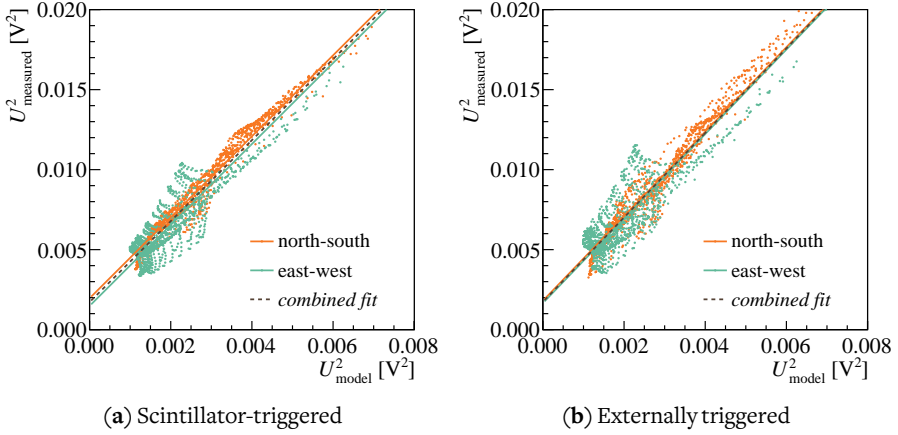 U²measured [V²]
0.020
0.015
0.010
0.005
0.000
north-south
east-west
combined fit
0.000 0.002 0.004 0.006 0.008
U²model [V²]
(a) Scintillator-triggered
U²measured [V²]
0.020
0.015
0.010
0.005
0.000
north-south
east-west
combined fit
0.000 0.002 0.004 0.006 0.008
U²model [V²]
(b) Externally triggered